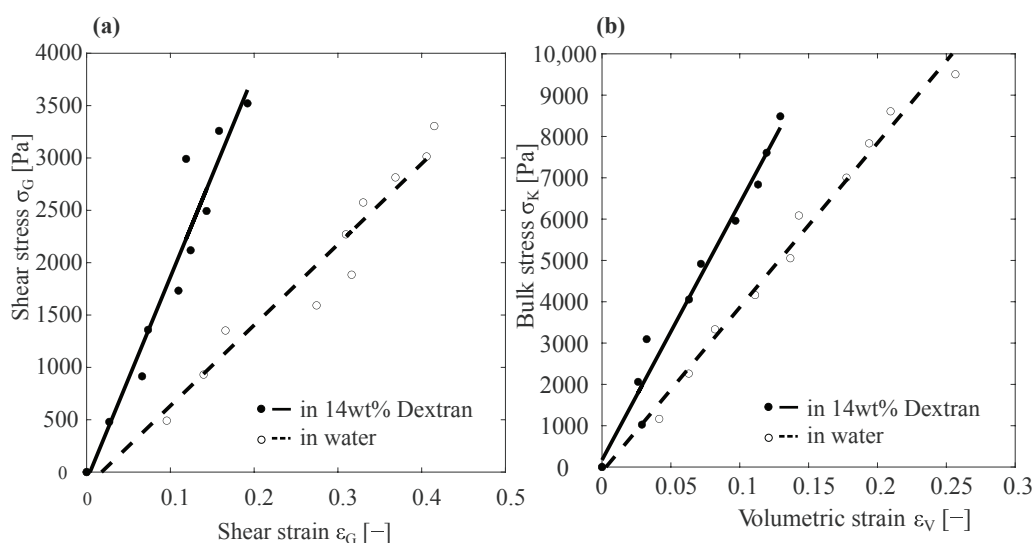 (a)
4000
3500
3000
2500
2000
1500
1000
500
0
Shear stress σG [Pa]
in 14wt% Dextran
in water
0 0.1 0.2 0.3 0.4 0.5
Shear strain εG [−]
(b)
10,000
9000
8000
7000
6000
5000
4000
3000
2000
1000
0
Bulk stress σK [Pa]
in 14wt% Dextran
in water
0 0.05 0.1 0.15 0.2 0.25 0.3
Volumetric strain εV [−]